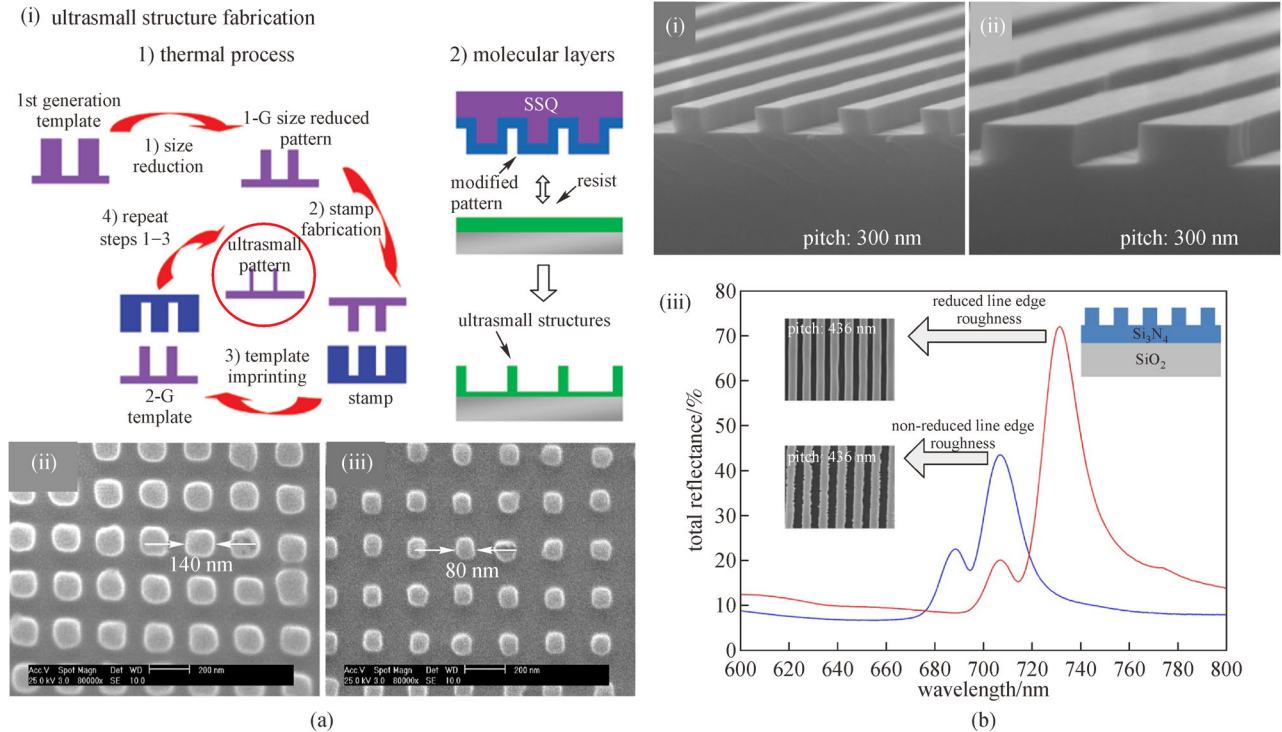 (i) ultrasmall structure fabrication
1) thermal process
1st generation
template
1) size
reduction
1-G size reduced
pattern
2) stamp
fabrication
4) repeat
steps 1−3
ultrasmall
pattern
3) template
imprinting
2-G
template
stamp
2) molecular layers
SSQ
modified
pattern
resist
ultrasmall structures
(ii)
140 nm
Acc.V Spot Magn Det WD 200 nm
25.0 kV 3.0 80000x SE 10.0
(iii)
80 nm
Acc.V Spot Magn Det WD 200 nm
25.0 kV 3.0 80000x SE 10.0
(a)
(i)
pitch: 300 nm
(ii)
pitch: 300 nm
(iii)
80
70
60
50
40
30
20
10
0
total reflectance/%
reduced line edge
roughness
pitch: 436 nm
non-reduced line edge
roughness
pitch: 436 nm
Si3N4
SiO2
600 620 640 660 680 700 720 740 760 780 800
wavelength/nm
(b)